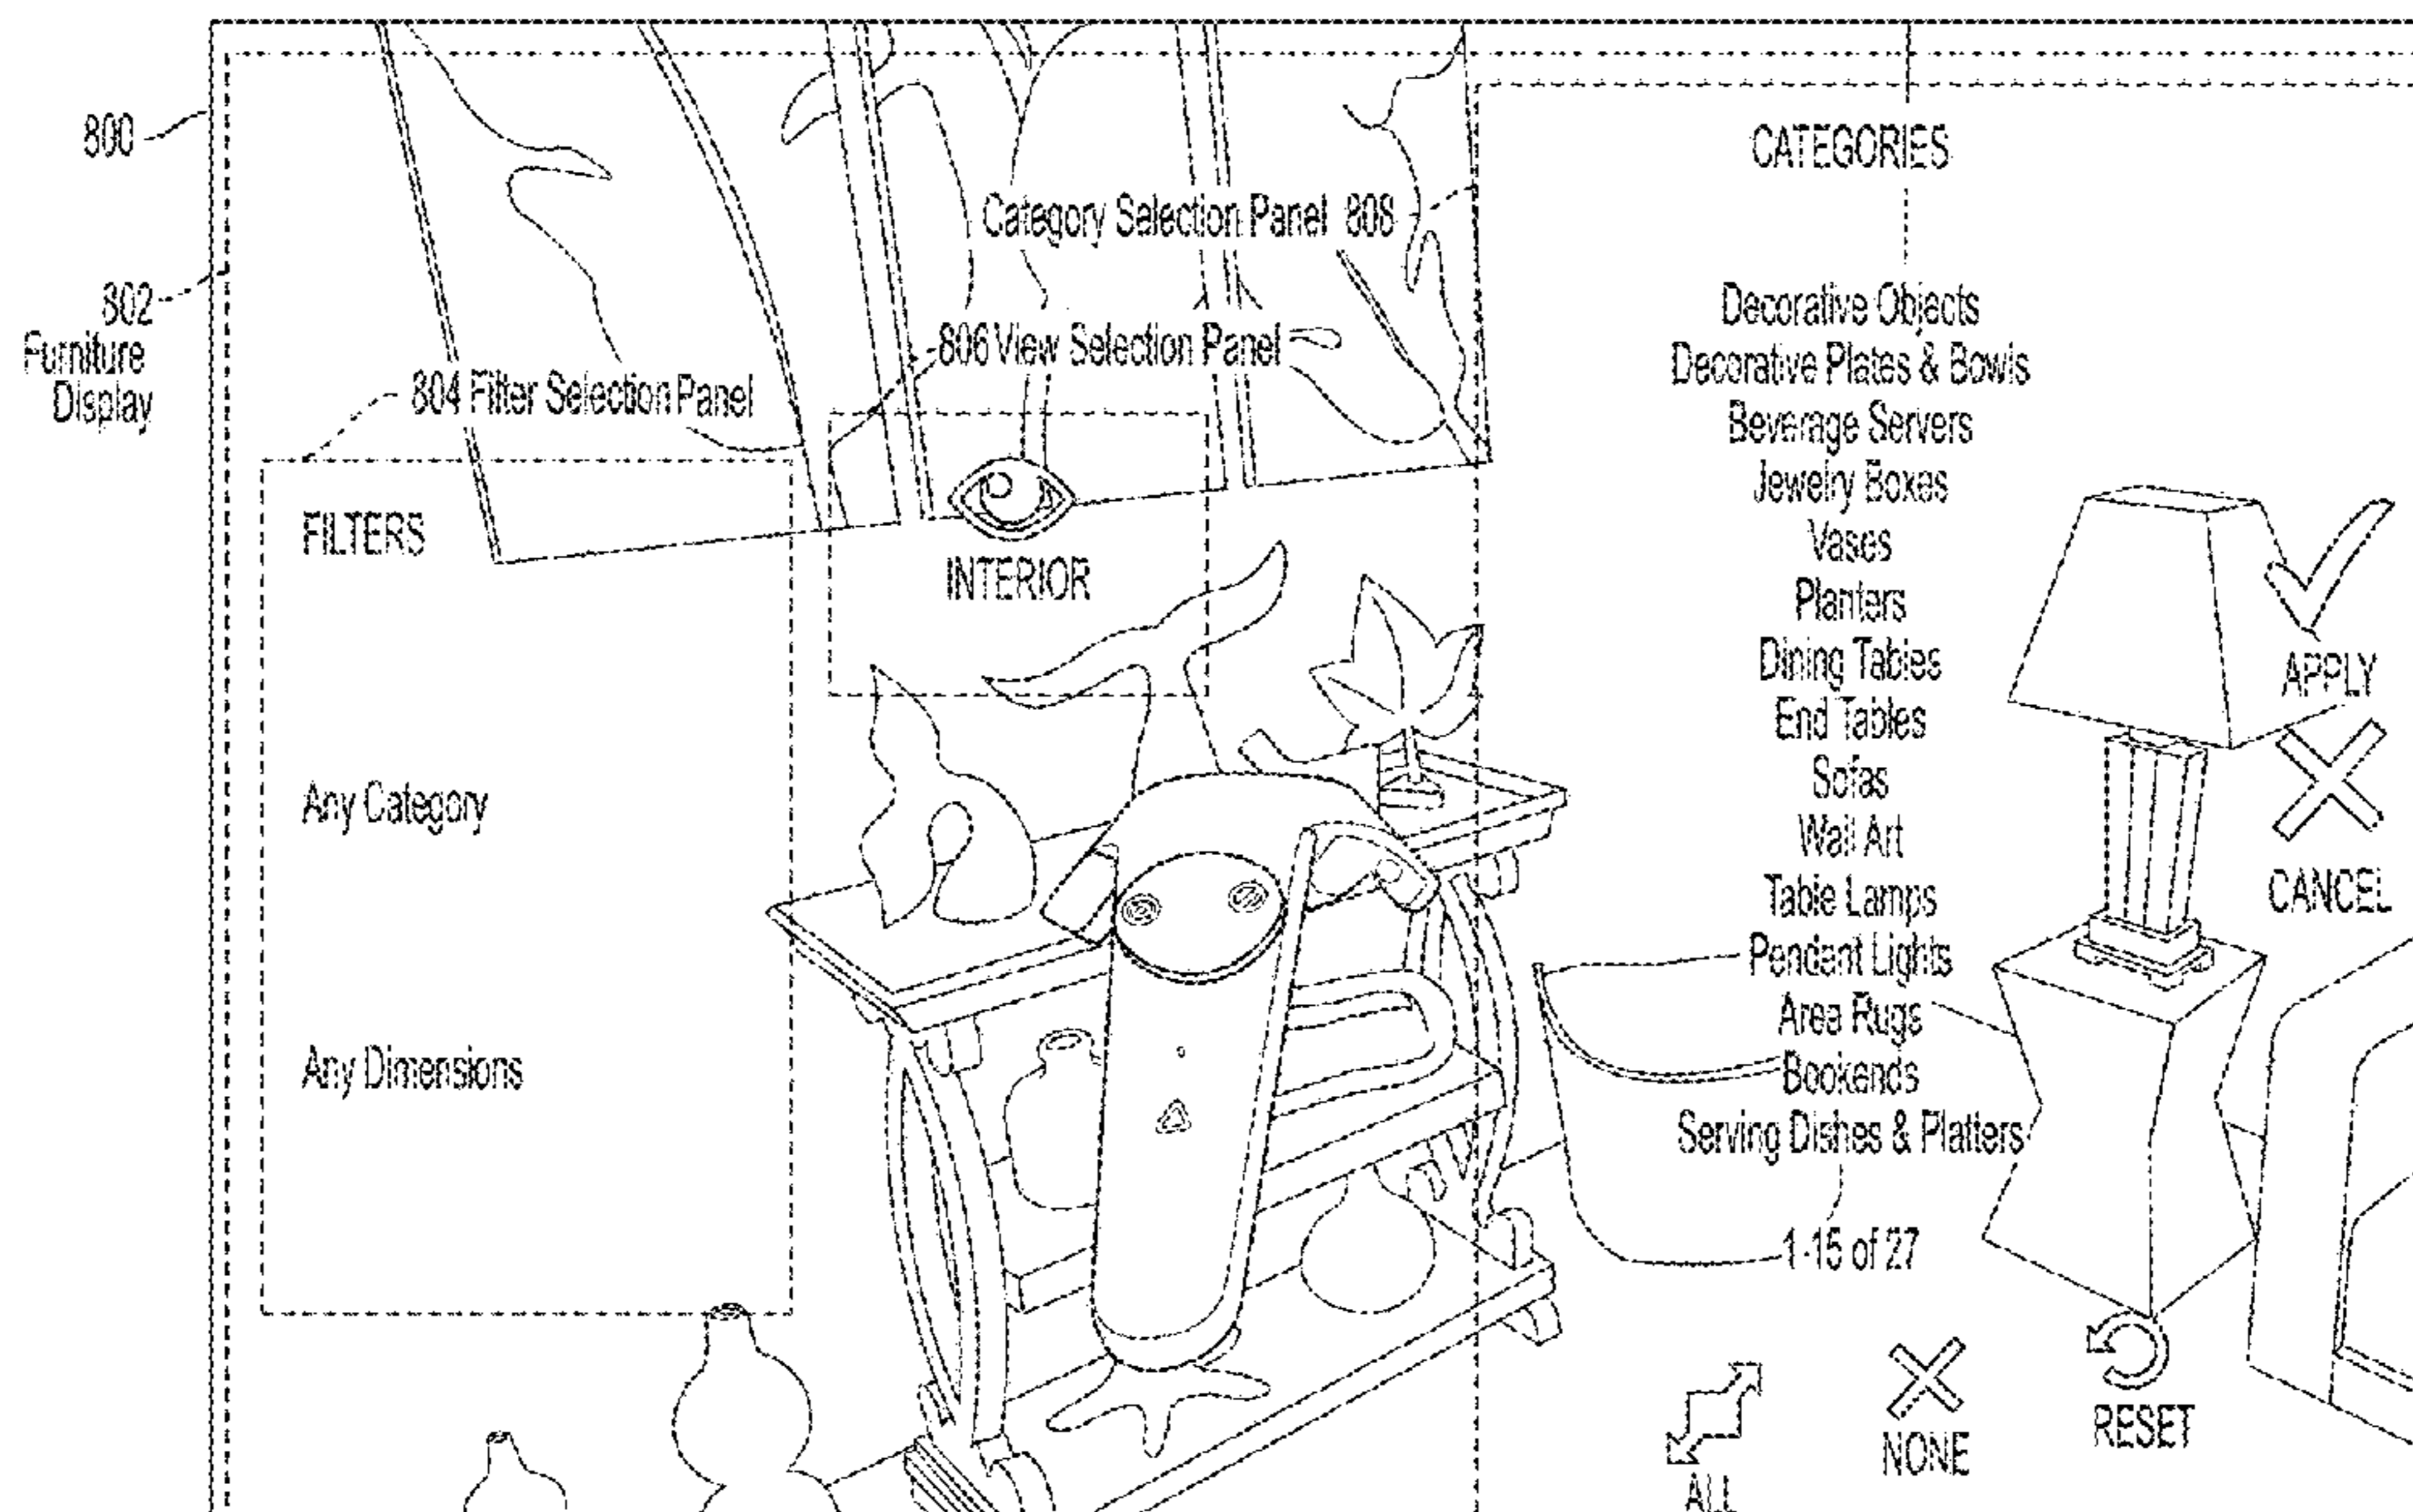 800
802
Furniture
Display
804 Filter Selection Panel
806 View Selection Panel
Category Selection Panel 808
FILTERS
Any Category
Any Dimensions
INTERIOR
CATEGORIES
Decorative Objects
Decorative Plates & Bowls
Beverage Servers
Jewelry Boxes
Vases
Planters
Dining Tables
End Tables
Sofas
Wall Art
Table Lamps
Pendant Lights
Area Rugs
Bookends
Serving Dishes & Platters
1-15 of 27
APPLY
CANCEL
ALL
NONE
RESET